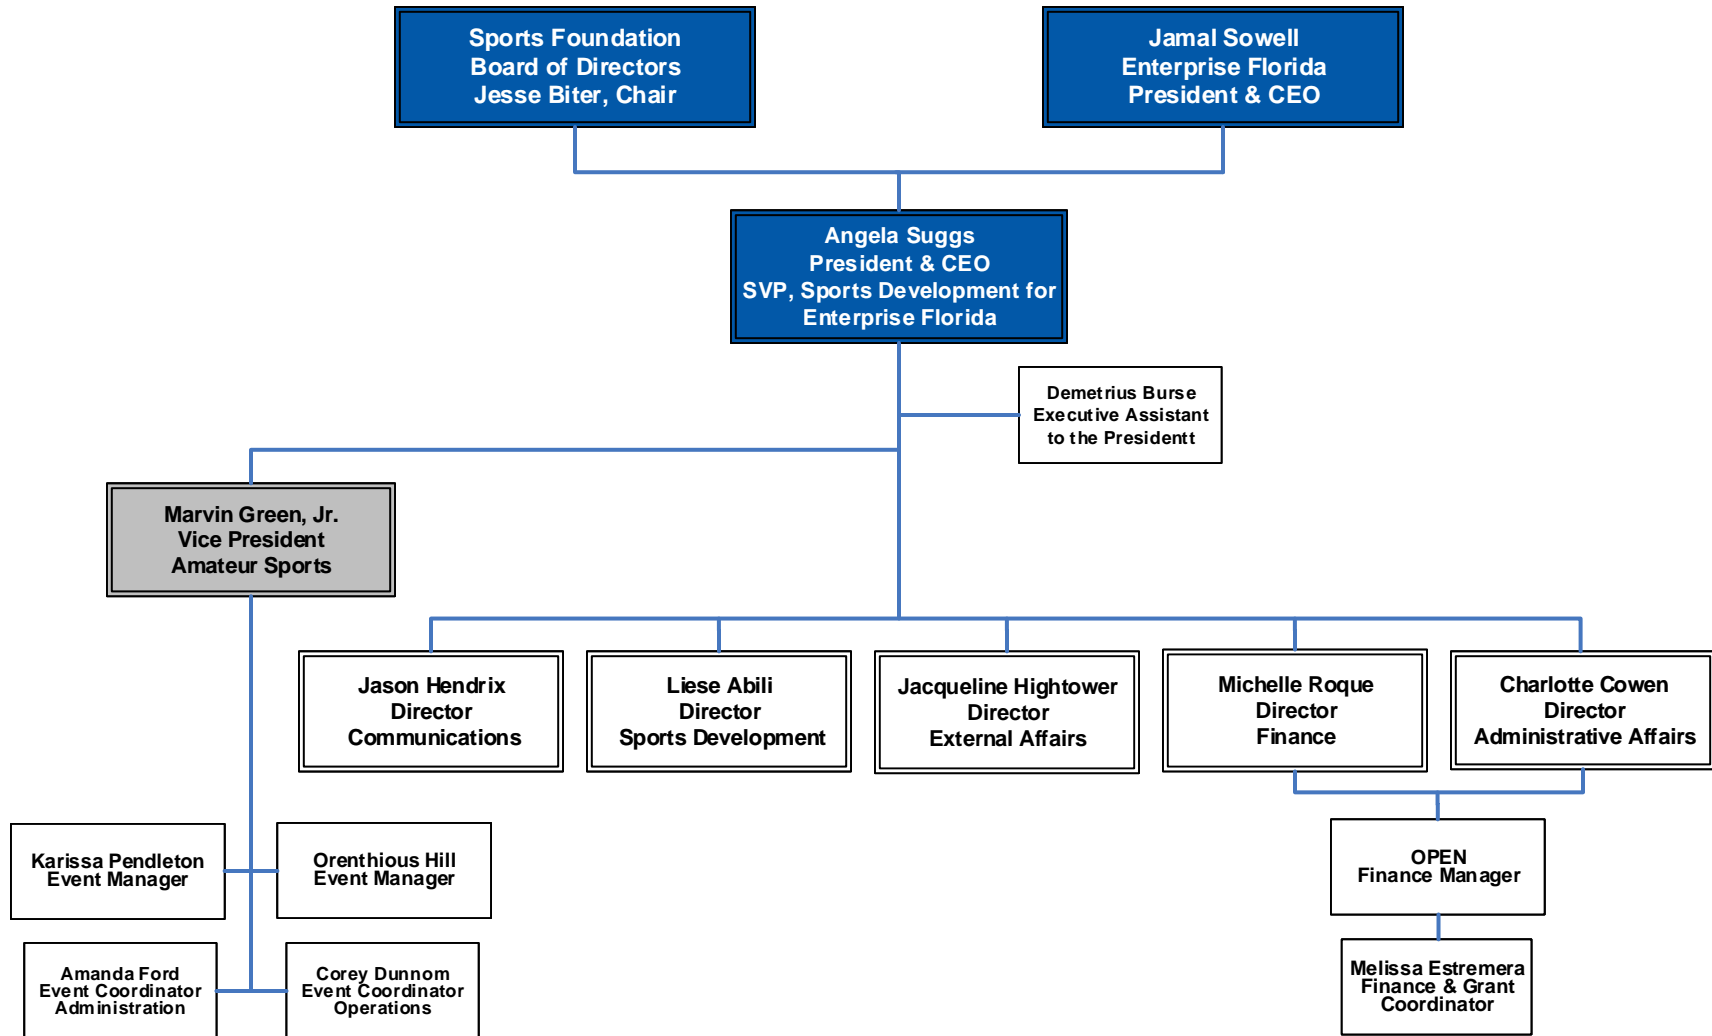 Sports Foundation
Board of Directors
Jesse Biter, Chair
Jamal Sowell
Enterprise Florida
President & CEO
Angela Suggs
President & CEO
SVP, Sports Development for
Enterprise Florida
Demetrius Burse
Executive Assistant
to the Presidentt
Marvin Green, Jr.
Vice President
Amateur Sports
Jason Hendrix
Director
Communications
Liese Abili
Director
Sports Development
Jacqueline Hightower
Director
External Affairs
Michelle Roque
Director
Finance
Charlotte Cowen
Director
Administrative Affairs
Karissa Pendleton
Event Manager
Orenthious Hill
Event Manager
OPEN
Finance Manager
Amanda Ford
Event Coordinator
Administration
Corey Dunnom
Event Coordinator
Operations
Melissa Estremera
Finance & Grant
Coordinator